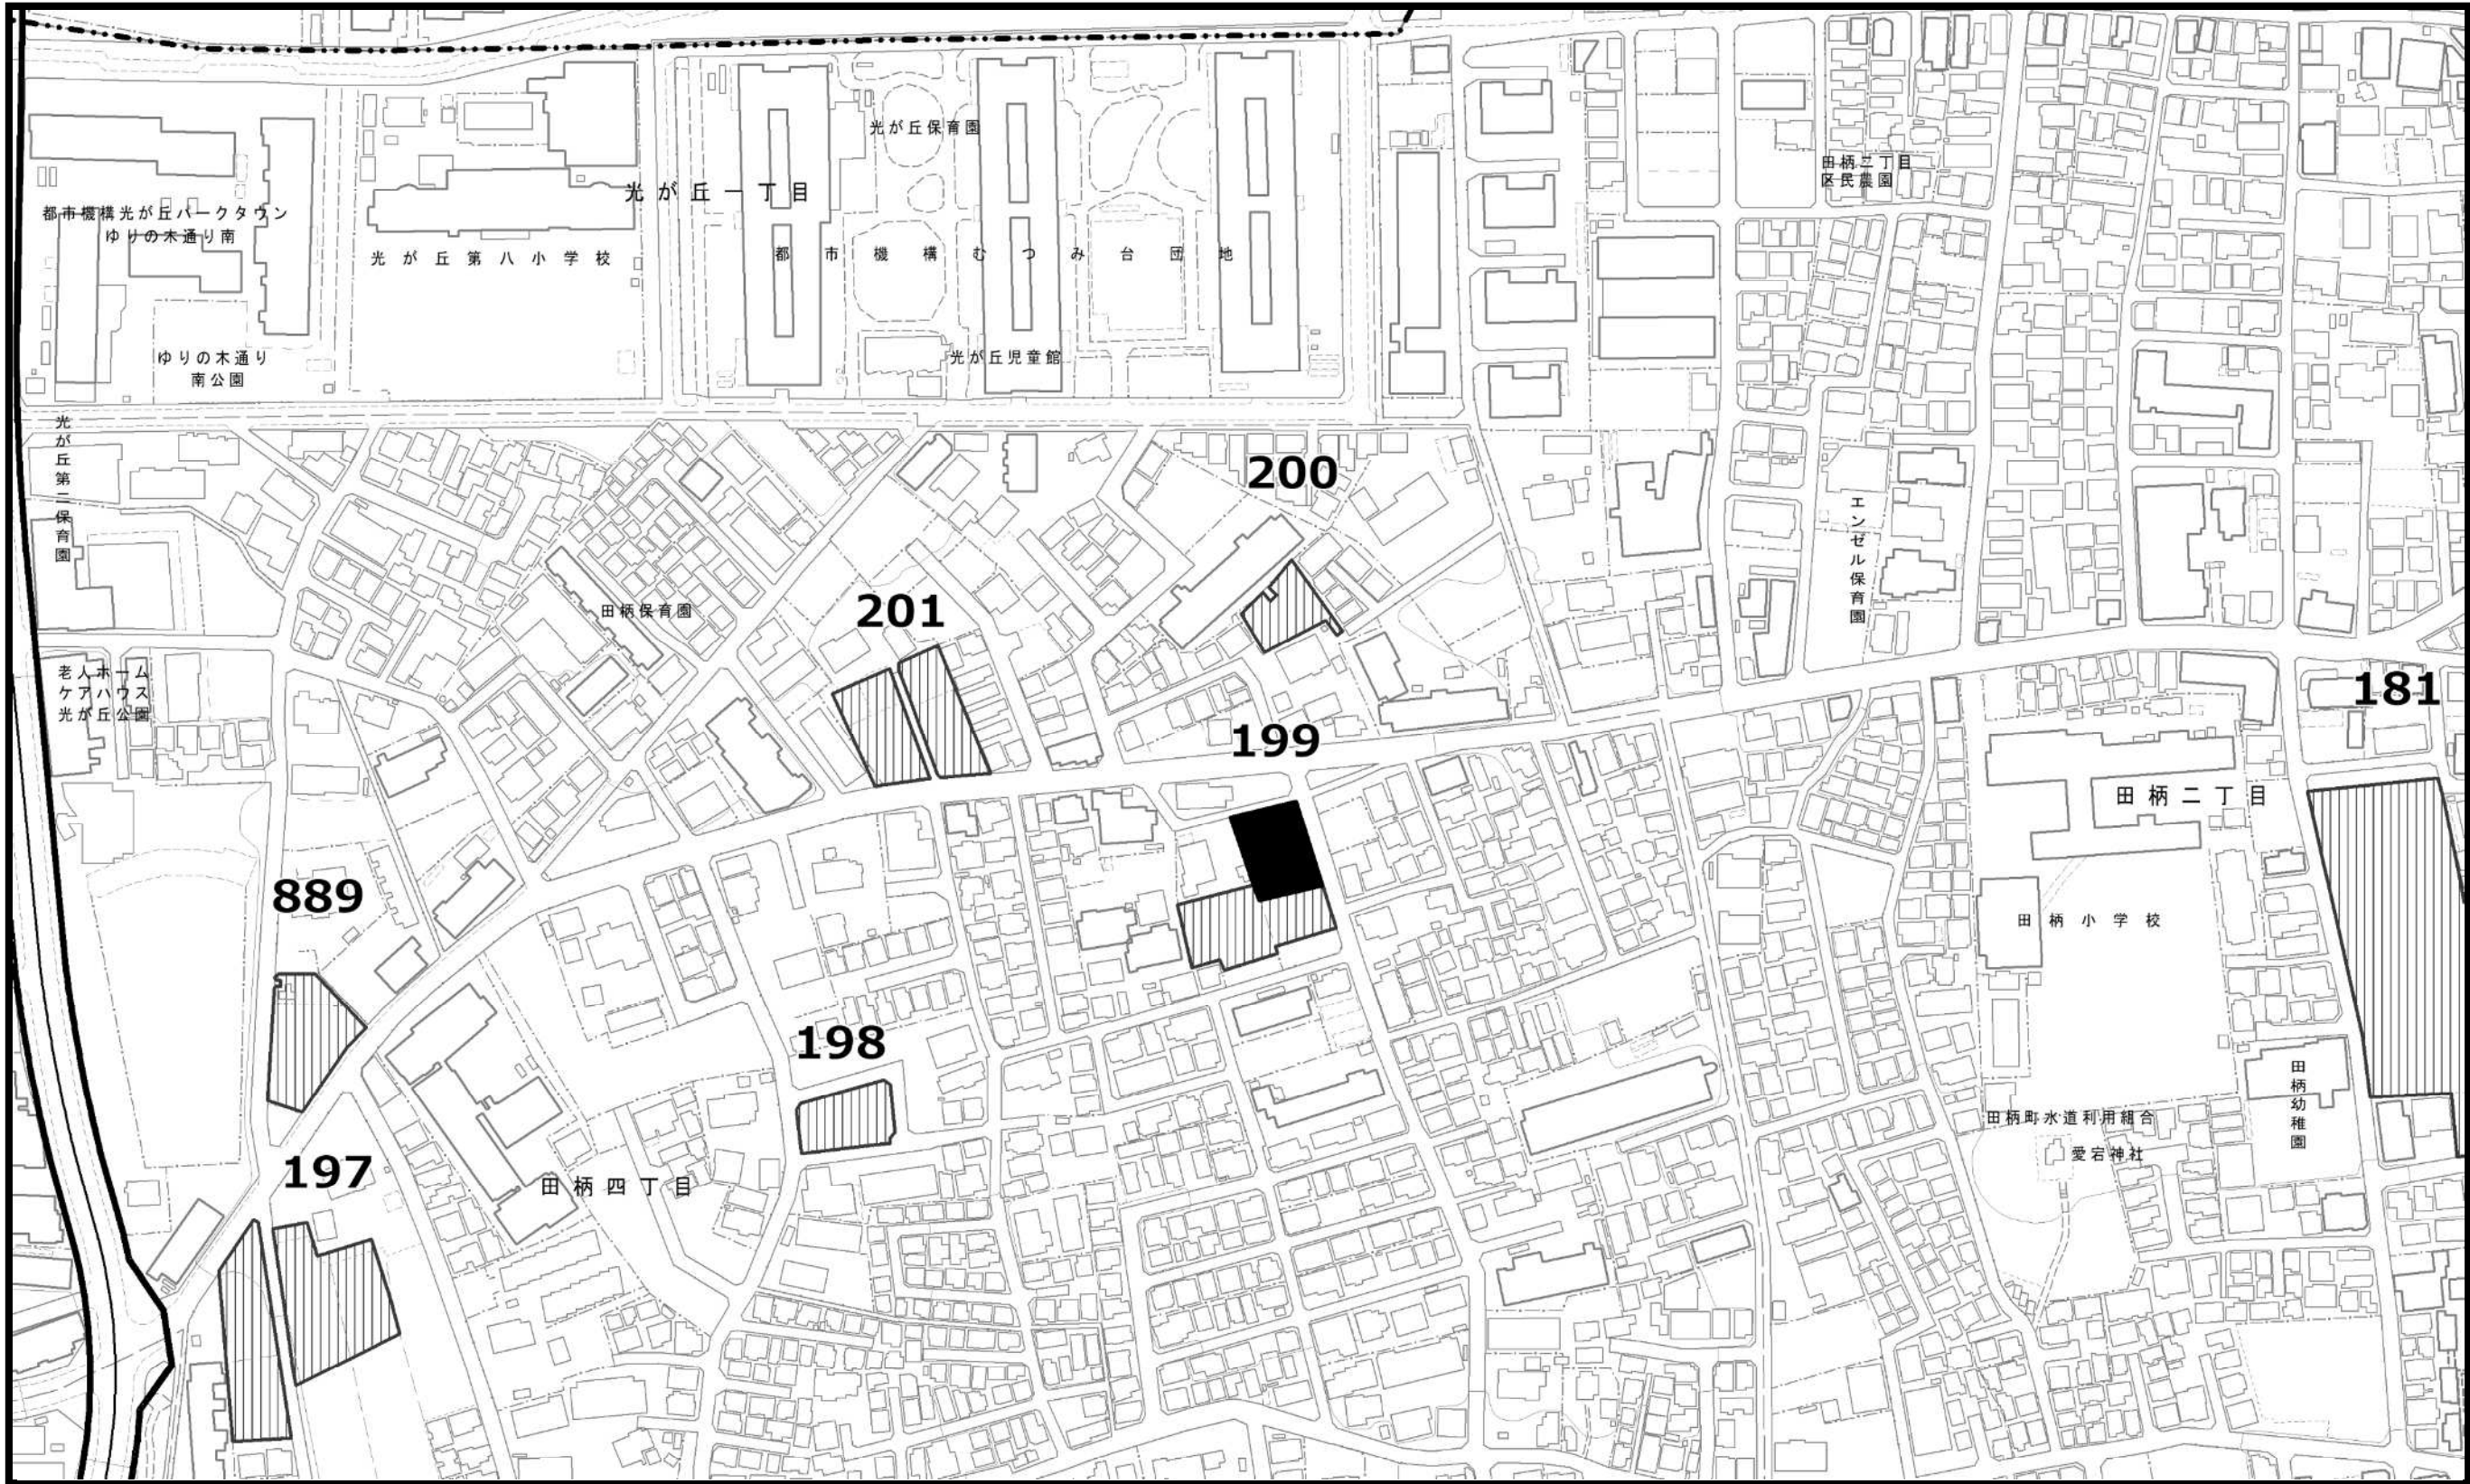 光が丘保育園
田柄二丁目
区民農園
光が丘一丁目
都市機構光が丘パークタウン
ゆりの木通り南
光が丘第八小学校
都市機構むつみ台団地
ゆりの木通り
南公園
光が丘児童館
光が丘第二保育園
200
エンゼル保育園
田柄保育園
201
老人ホーム
ケアハウス
光が丘公園
181
199
田柄二丁目
889
田柄小学校
198
田柄幼稚園
田柄町水道利用組合
愛宕神社
197
田柄四丁目